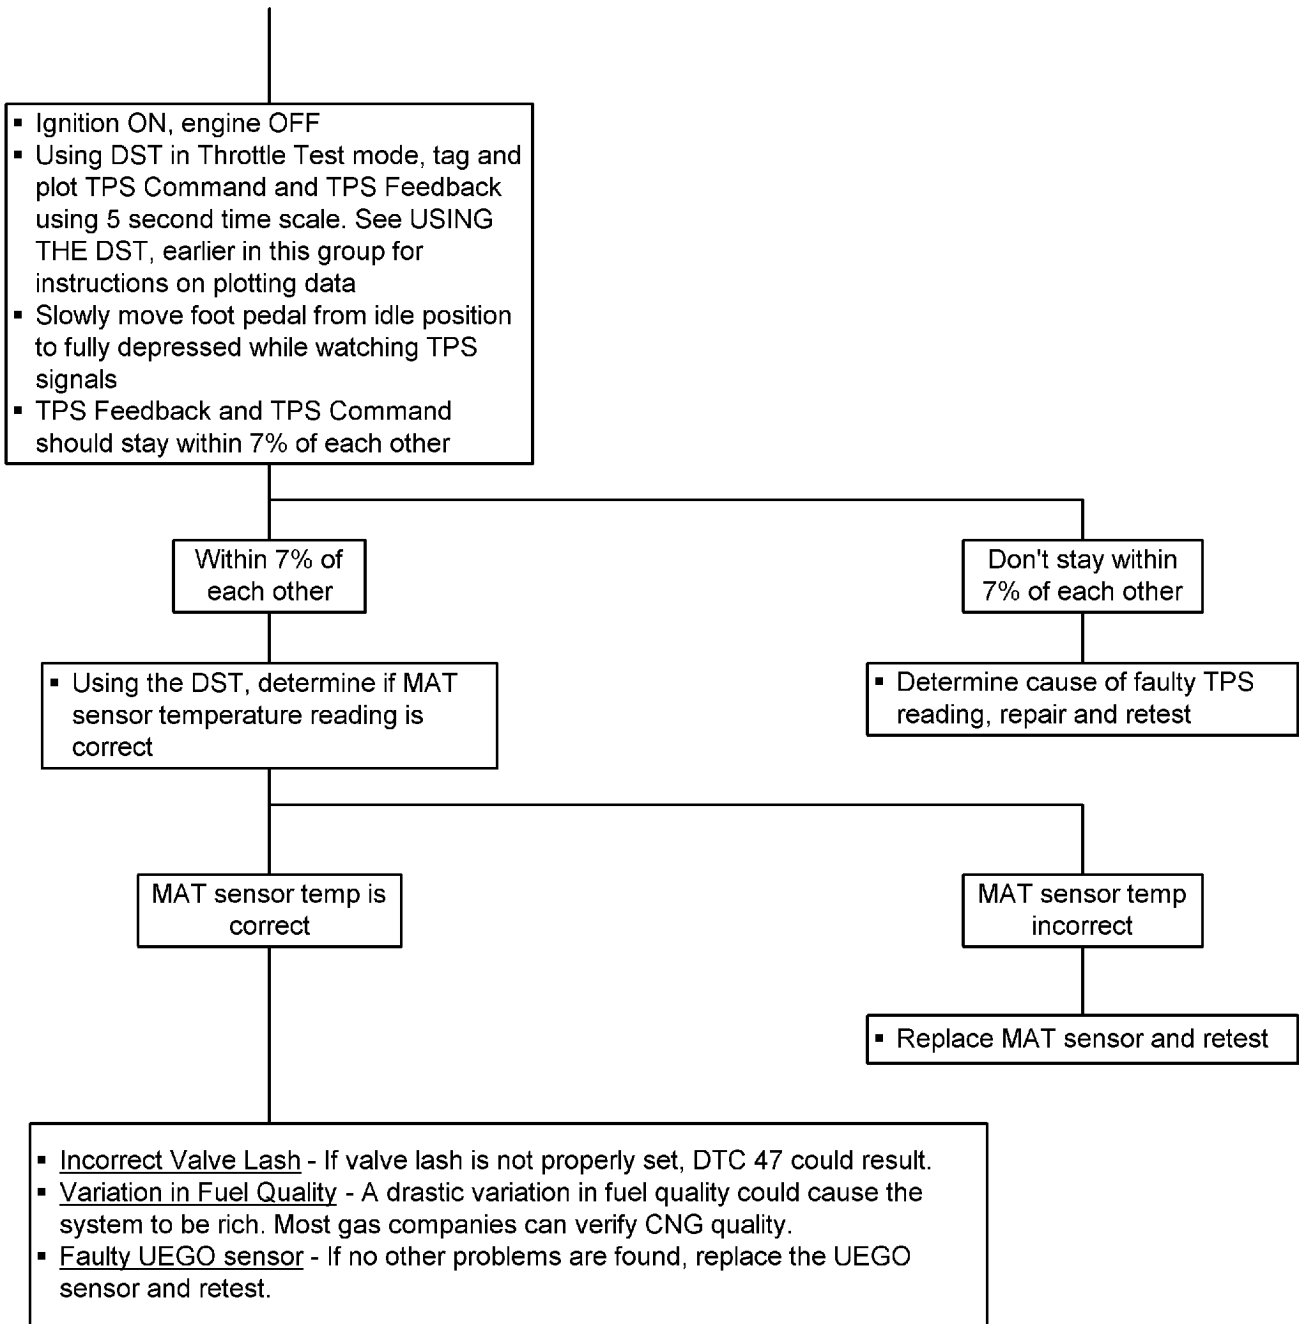 ▪ Ignition ON, engine OFF
▪ Using DST in Throttle Test mode, tag and
plot TPS Command and TPS Feedback
using 5 second time scale. See USING
THE DST, earlier in this group for
instructions on plotting data
▪ Slowly move foot pedal from idle position
to fully depressed while watching TPS
signals
▪ TPS Feedback and TPS Command
should stay within 7% of each other
Within 7% of
each other
Don't stay within
7% of each other
▪ Using the DST, determine if MAT
sensor temperature reading is
correct
▪ Determine cause of faulty TPS
reading, repair and retest
MAT sensor temp is
correct
MAT sensor temp
incorrect
▪ Replace MAT sensor and retest
▪ Incorrect Valve Lash - If valve lash is not properly set, DTC 47 could result.
▪ Variation in Fuel Quality - A drastic variation in fuel quality could cause the
system to be rich. Most gas companies can verify CNG quality.
▪ Faulty UEGO sensor - If no other problems are found, replace the UEGO
sensor and retest.